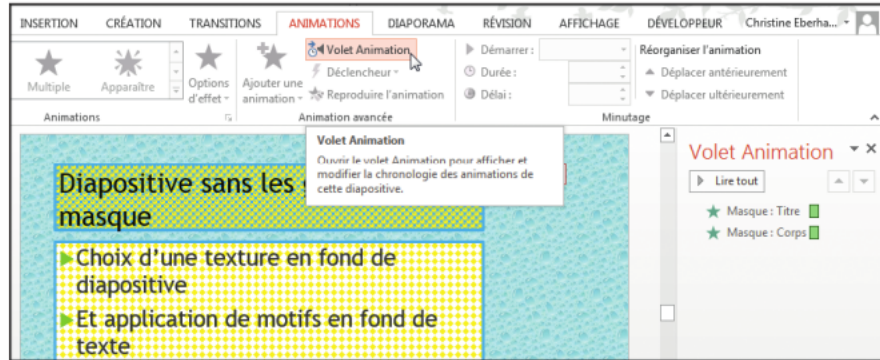 INSERTION CRÉATION TRANSITIONS ANIMATIONS DIAPORAMA RÉVISION AFFICHAGE DÉVELOPPEUR Christine Eberha...
Volet Animation Démarrer : Réorganiser l'animation
Déclencheur Durée : Déplacer antérieurement
Multiple Apparaître Options d'effet Ajouter une animation Reproduire l'animation Délai : Déplacer ultérieurement
Animations Animation avancée Minutage
Volet Animation
Ouvrir le volet Animation pour afficher et
modifier la chronologie des animations de
cette diapositive.
Diapositive sans les
masque
Choix d'une texture en fond de
diapositive
Et application de motifs en fond de
texte
Volet Animation
Lire tout
Masque : Titre
Masque : Corps